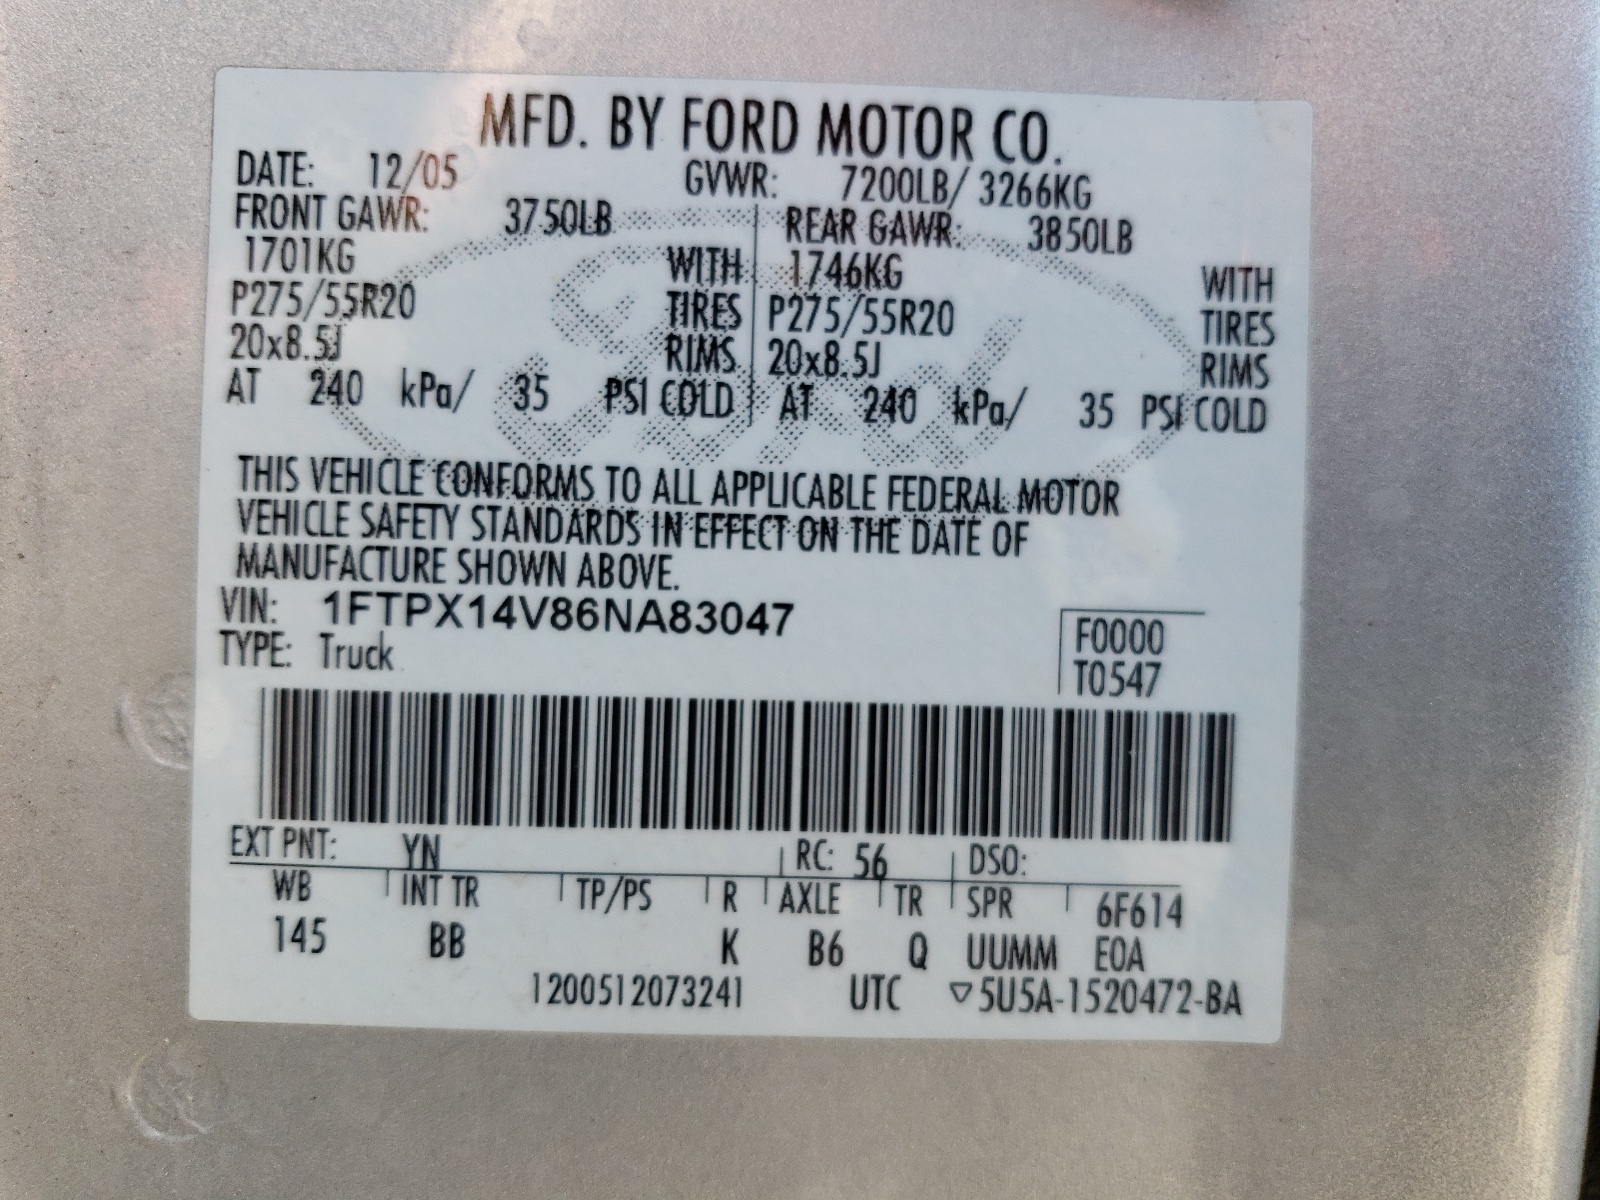 MFD. BY FORD MOTOR CO.
DATE: 12/05 GVWR: 7200LB/ 3266KG
FRONT GAWR: 3750LB REAR GAWR: 3850LB
1701KG WITH 1746KG WITH
P275/55R20 TIRES P275/55R20 TIRES
20x8.5J RIMS 20x8.5J RIMS
AT 240 kPa/ 35 PSI COLD AT 240 kPa/ 35 PSI COLD
Ford
THIS VEHICLE CONFORMS TO ALL APPLICABLE FEDERAL MOTOR
VEHICLE SAFETY STANDARDS IN EFFECT ON THE DATE OF
MANUFACTURE SHOWN ABOVE.
VIN: 1FTPX14V86NA83047
TYPE: Truck
F0000
T0547
EXT PNT: YN RC: 56 DSO:
WB INT TR TP/PS R AXLE TR SPR 6F614
145 BB K B6 Q UUMM EOA
1200512073241 UTC ▽5U5A-1520472-BA